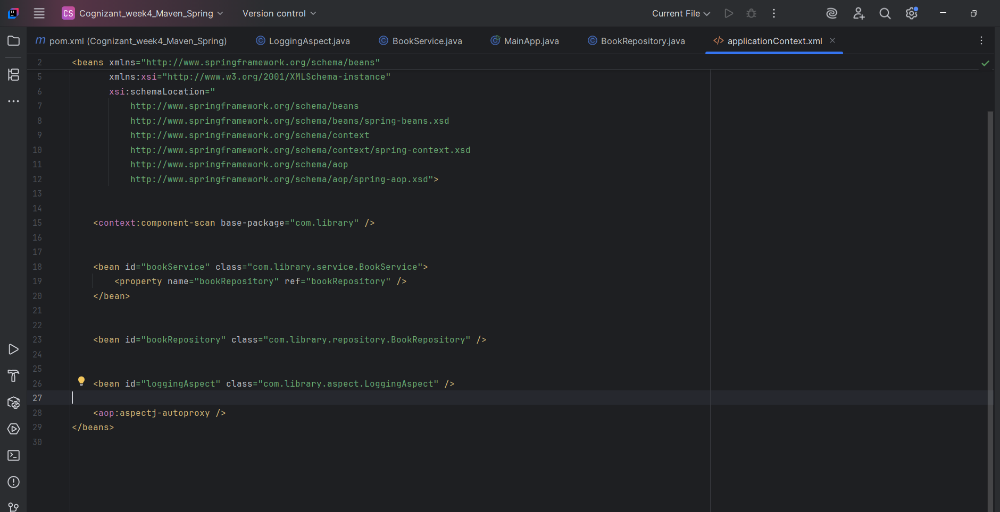 CS Cognizant_week4_Maven_Spring Version control Current File
m pom.xml (Cognizant_week4_Maven_Spring) LoggingAspect.java BookService.java MainApp.java BookRepository.java applicationContext.xml
2 <beans xmlns="http://www.springframework.org/schema/beans"
5 xmlns:xsi="http://www.w3.org/2001/XMLSchema-instance"
6 xsi:schemaLocation="
7 http://www.springframework.org/schema/beans
8 http://www.springframework.org/schema/beans/spring-beans.xsd
9 http://www.springframework.org/schema/context
10 http://www.springframework.org/schema/context/spring-context.xsd
11 http://www.springframework.org/schema/aop
12 http://www.springframework.org/schema/aop/spring-aop.xsd">
13
14
15 <context:component-scan base-package="com.library" />
16
17
18 <bean id="bookService" class="com.library.service.BookService">
19 <property name="bookRepository" ref="bookRepository" />
20 </bean>
21
22
23 <bean id="bookRepository" class="com.library.repository.BookRepository" />
24
25
26 <bean id="loggingAspect" class="com.library.aspect.LoggingAspect" />
27
28 <aop:aspectj-autoproxy />
29 </beans>
30